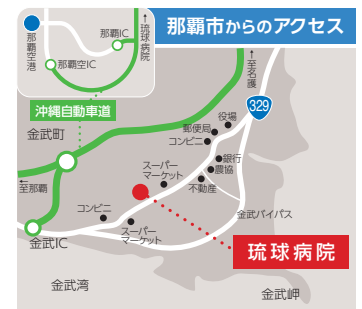 那覇市からのアクセス
那覇空港
那覇IC
那覇空IC
↑至琉球病院
沖縄自動車道
↑至名護
329
金武町
役場
郵便局
コンビニ
銀行
農協
スーパー
マーケット
不動産
←至那覇
コンビニ
金武バイパス
スーパー
マーケット
金武IC
琉球病院
金武湾
金武岬